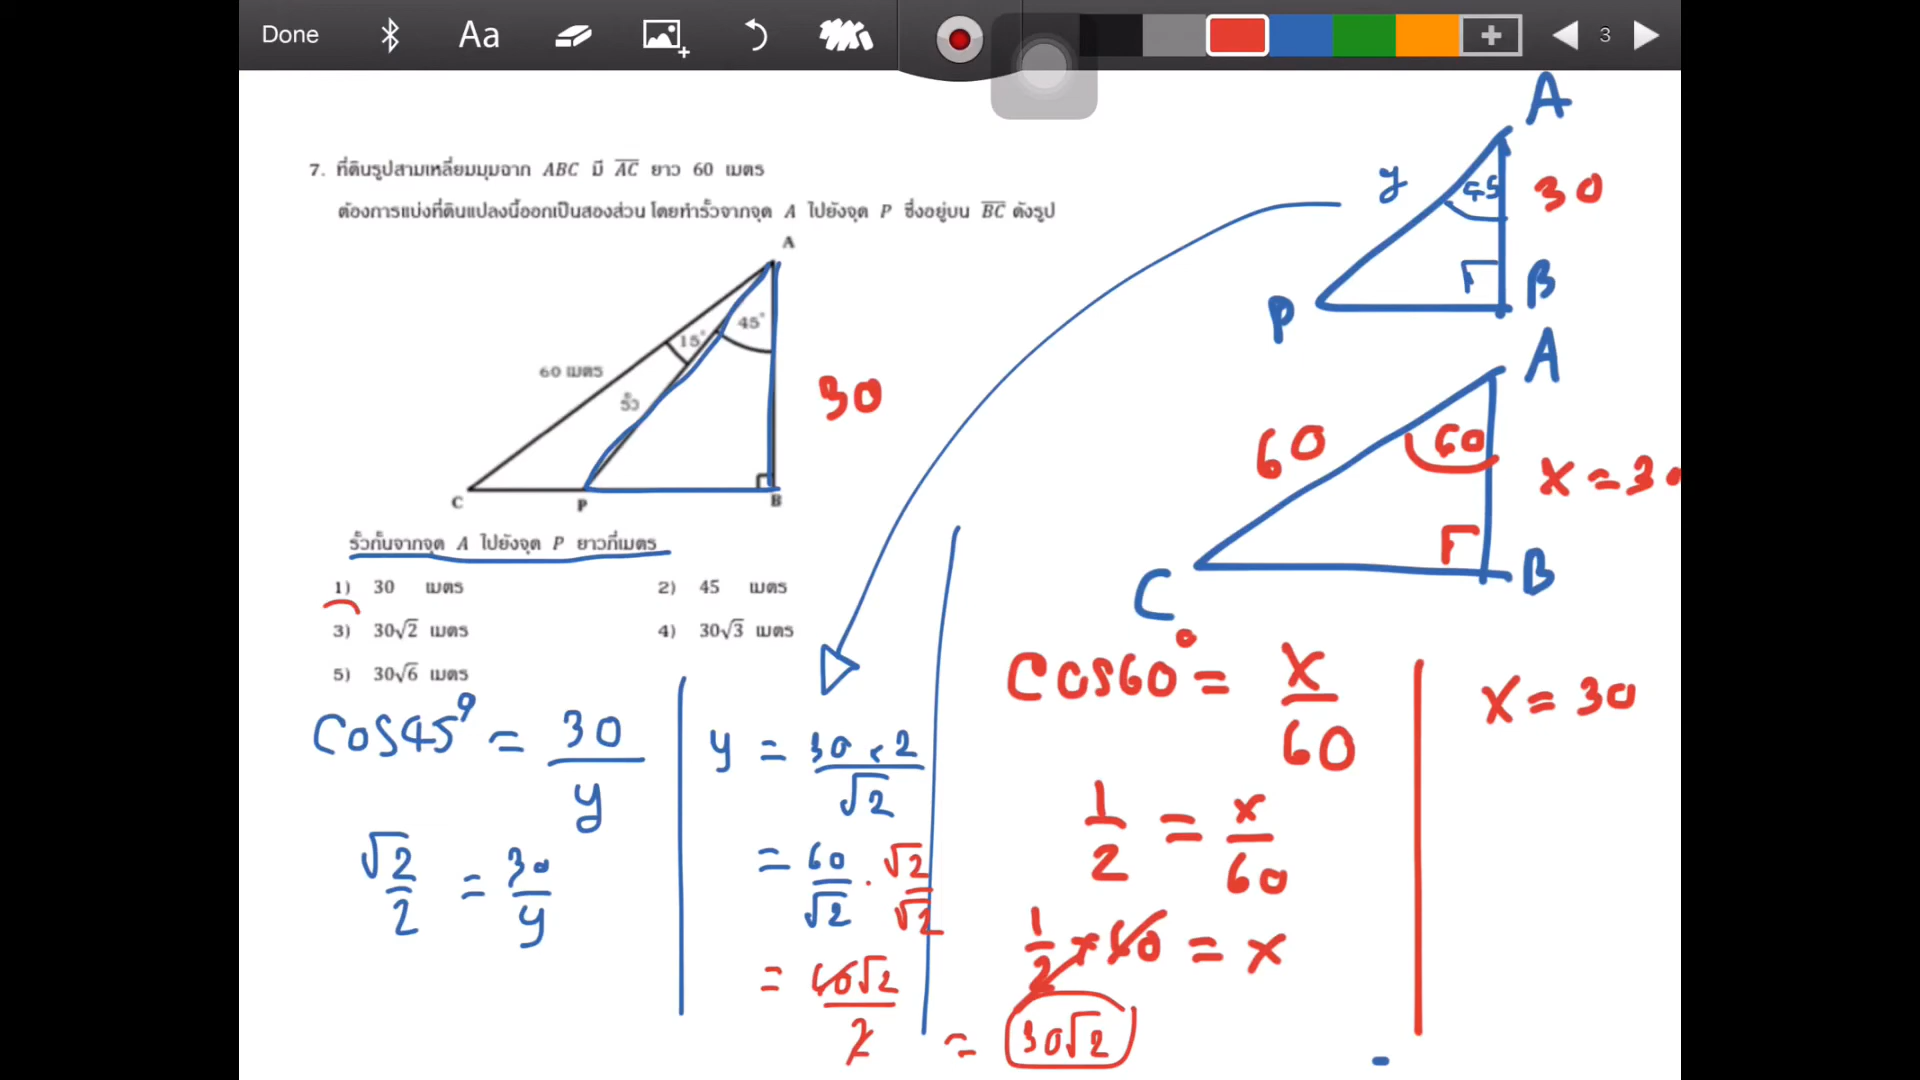 Done Aa 3
7. ที่ดินรูปสามเหลี่ยมมุมฉาก ABC มี \overline{AC} ยาว 60 เมตร
ต้องการแบ่งที่ดินแปลงนี้ออกเป็นสองส่วน โดยทำรั้วจากจุด A ไปยังจุด P ซึ่งอยู่บน \overline{BC} ดังรูป
A
45°
15°
60 เมตร
รั้ว
30
C P B
รั้วกั้นจากจุด A ไปยังจุด P ยาวกี่เมตร
1) 30 เมตร 2) 45 เมตร
3) 30√2 เมตร 4) 30√3 เมตร
5) 30√6 เมตร
cos45° = 30/y
√2/2 = 30/y
y = 30×2/√2
= 60/√2 · √2/√2
= 60√2/2
= 30√2
A
y 45 30
P B
A
60 60 x = 30
C B
cos60° = x/60
1/2 = x/60
1/2 × 60 = x
x = 30